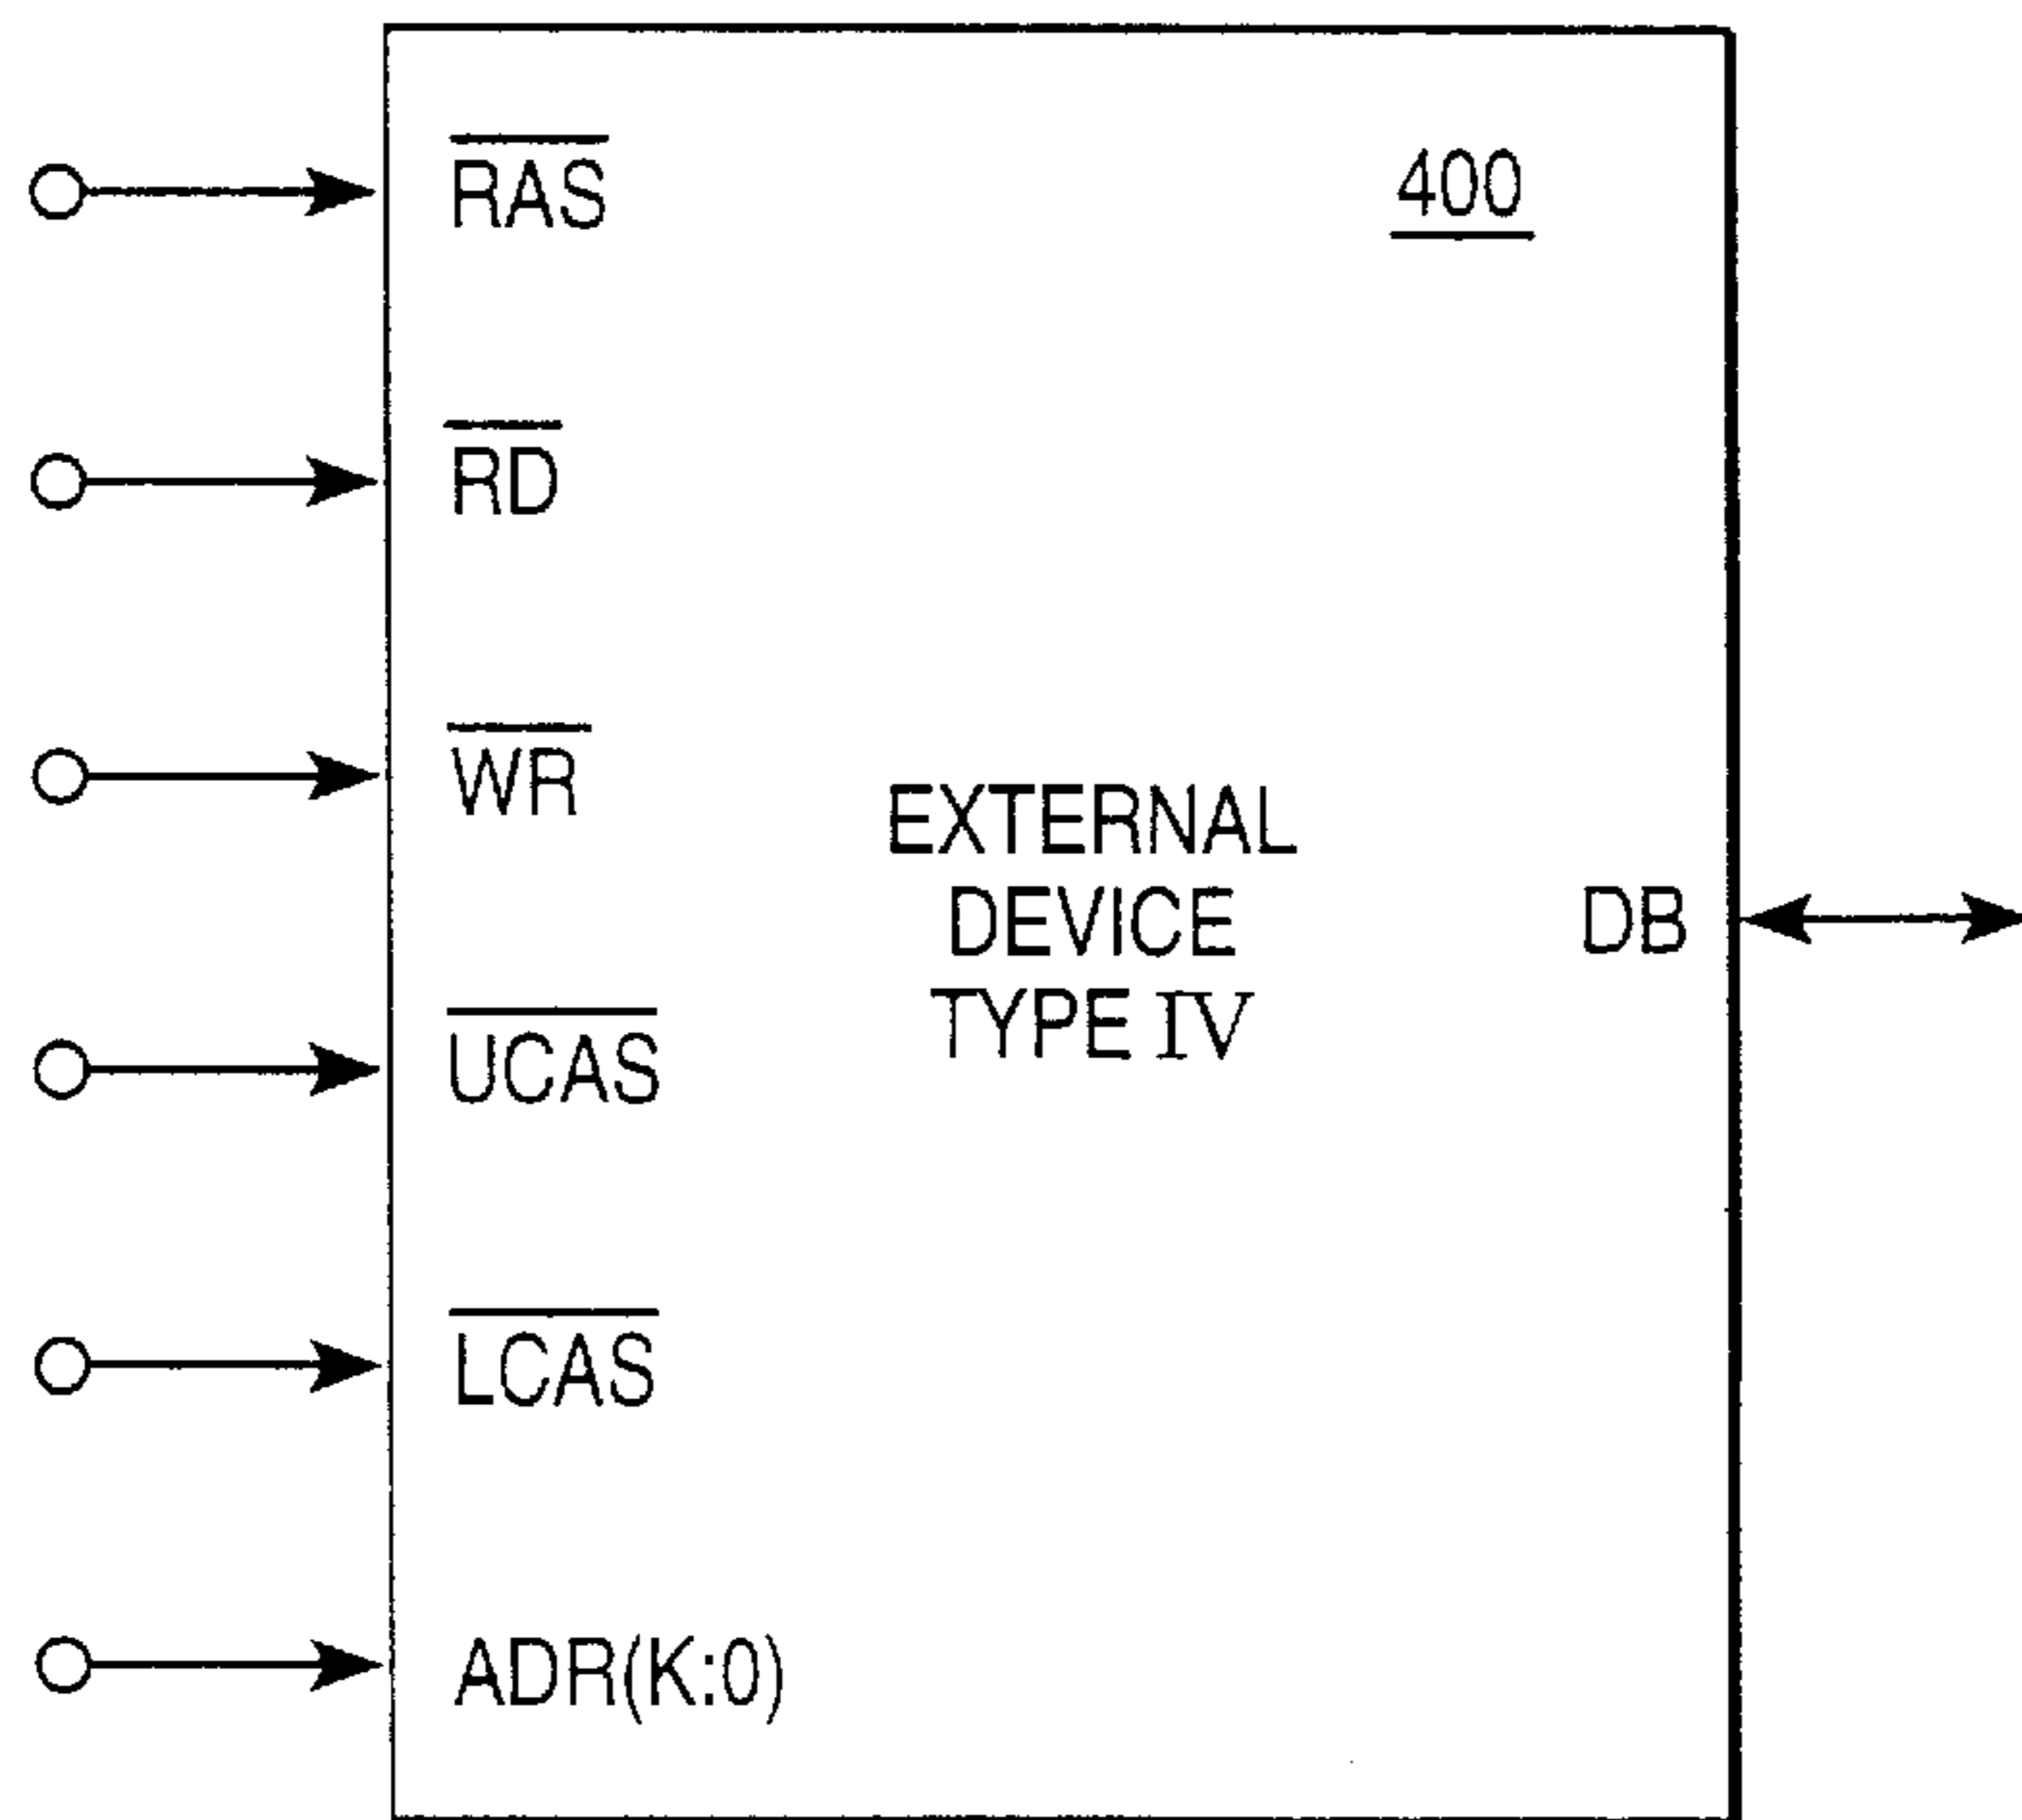 RAS
400
RD
WR
EXTERNAL
DEVICE
TYPE IV
DB
UCAS
LCAS
ADR(K:0)